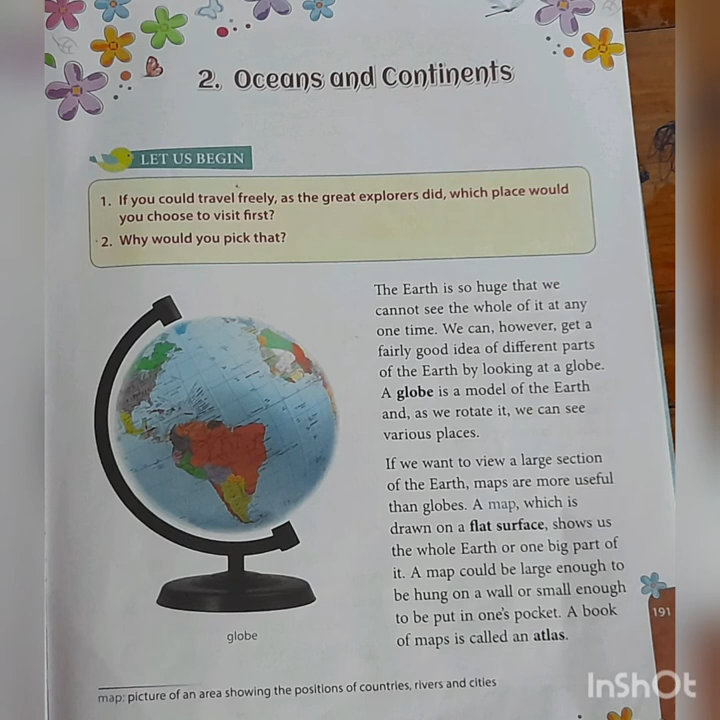 2. Oceans and Continents
LET US BEGIN
1. If you could travel freely, as the great explorers did, which place would
you choose to visit first?
2. Why would you pick that?
The Earth is so huge that we
cannot see the whole of it at any
one time. We can, however, get a
fairly good idea of different parts
of the Earth by looking at a globe.
A globe is a model of the Earth
and, as we rotate it, we can see
various places.
If we want to view a large section
of the Earth, maps are more useful
than globes. A map, which is
drawn on a flat surface, shows us
the whole Earth or one big part of
it. A map could be large enough to
be hung on a wall or small enough
to be put in one's pocket. A book
of maps is called an atlas.
globe
191
map: picture of an area showing the positions of countries, rivers and cities
InShOt